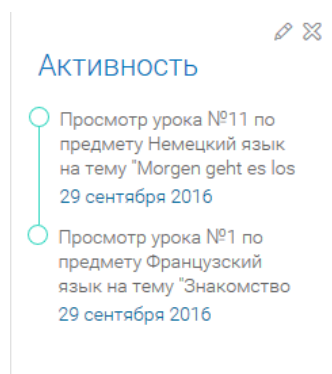 Активность
Просмотр урока №11 по
предмету Немецкий язык
на тему "Morgen geht es los
29 сентября 2016
Просмотр урока №1 по
предмету Французский
язык на тему "Знакомство
29 сентября 2016